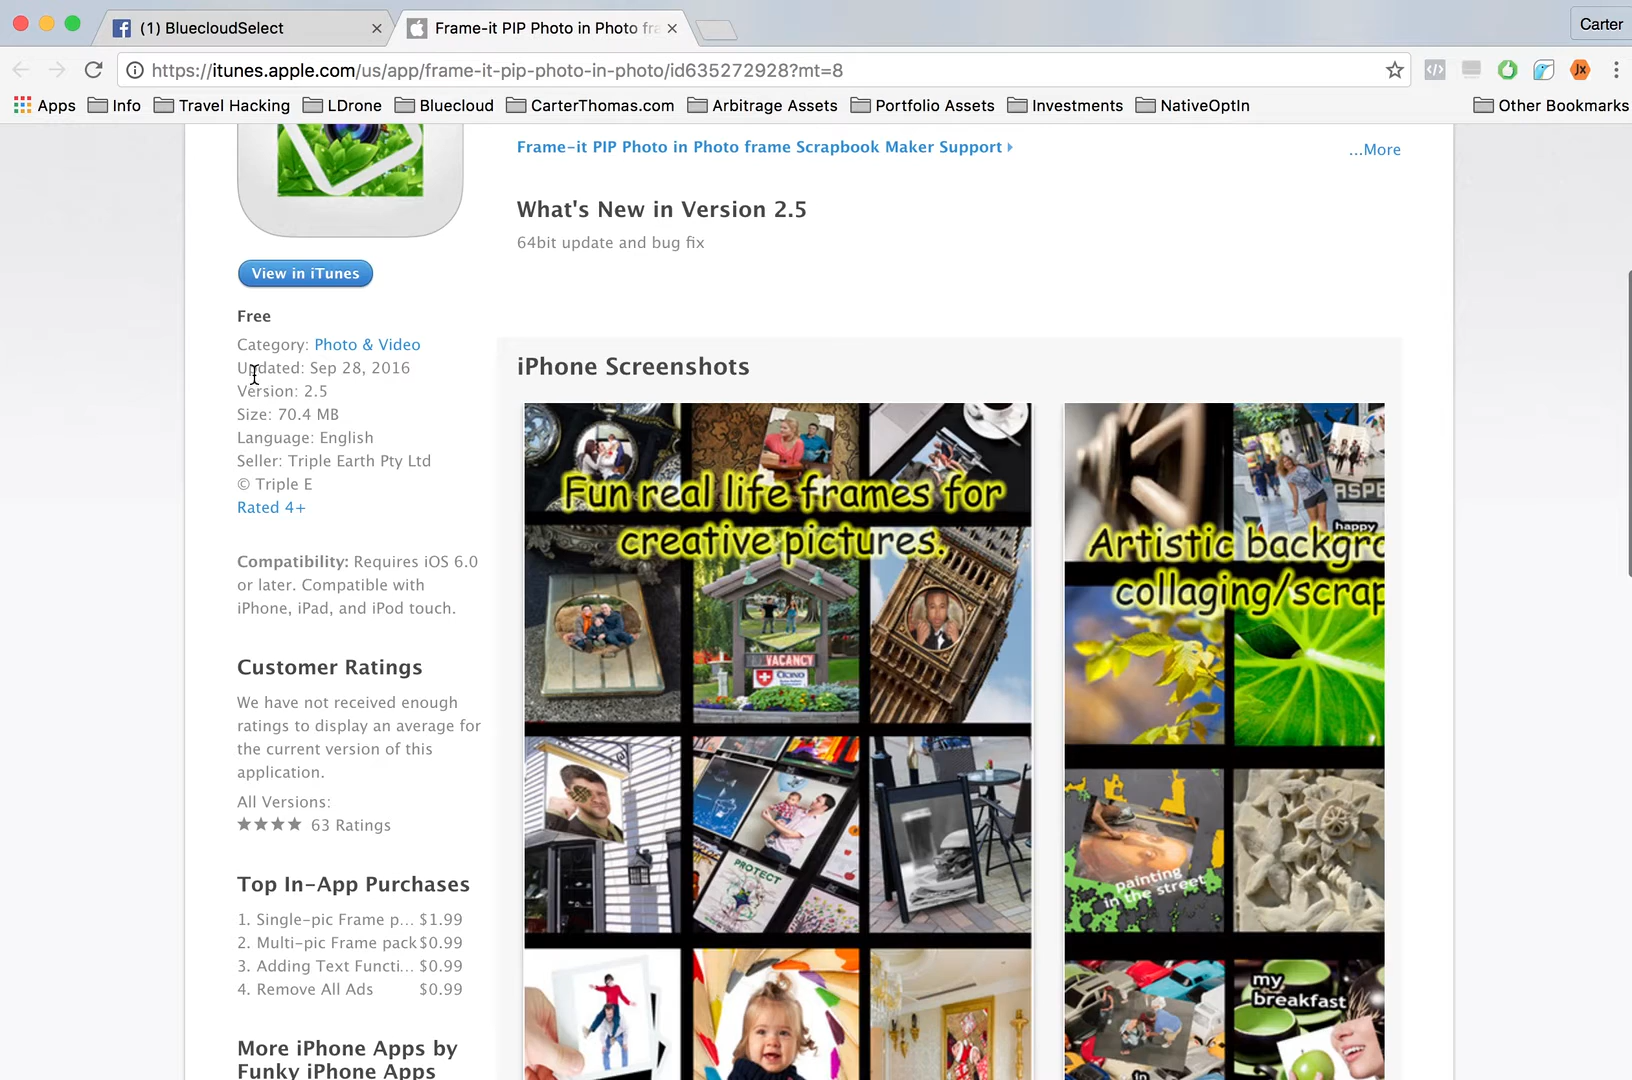 (1) BluecloudSelect
Frame-it PIP Photo in Photo fra
Carter
https://itunes.apple.com/us/app/frame-it-pip-photo-in-photo/id635272928?mt=8
Apps Info Travel Hacking LDrone Bluecloud CarterThomas.com Arbitrage Assets Portfolio Assets Investments NativeOptIn Other Bookmarks
Frame-it PIP Photo in Photo frame Scrapbook Maker Support
...More
What's New in Version 2.5
64bit update and bug fix
View in iTunes
Free
Category: Photo & Video
Updated: Sep 28, 2016
Version: 2.5
Size: 70.4 MB
Language: English
Seller: Triple Earth Pty Ltd
© Triple E
Rated 4+
Compatibility: Requires iOS 6.0
or later. Compatible with
iPhone, iPad, and iPod touch.
Customer Ratings
We have not received enough
ratings to display an average for
the current version of this
application.
All Versions:
★★★★ 63 Ratings
Top In-App Purchases
1. Single-pic Frame p... $1.99
2. Multi-pic Frame pack $0.99
3. Adding Text Functi... $0.99
4. Remove All Ads $0.99
More iPhone Apps by
Funky iPhone Apps
iPhone Screenshots
Fun real life frames for
creative pictures.
VACANCY
PROTECT
ASPE
happy
Artistic backgro
collaging/scrap
painting
in the street
my
breakfast
in